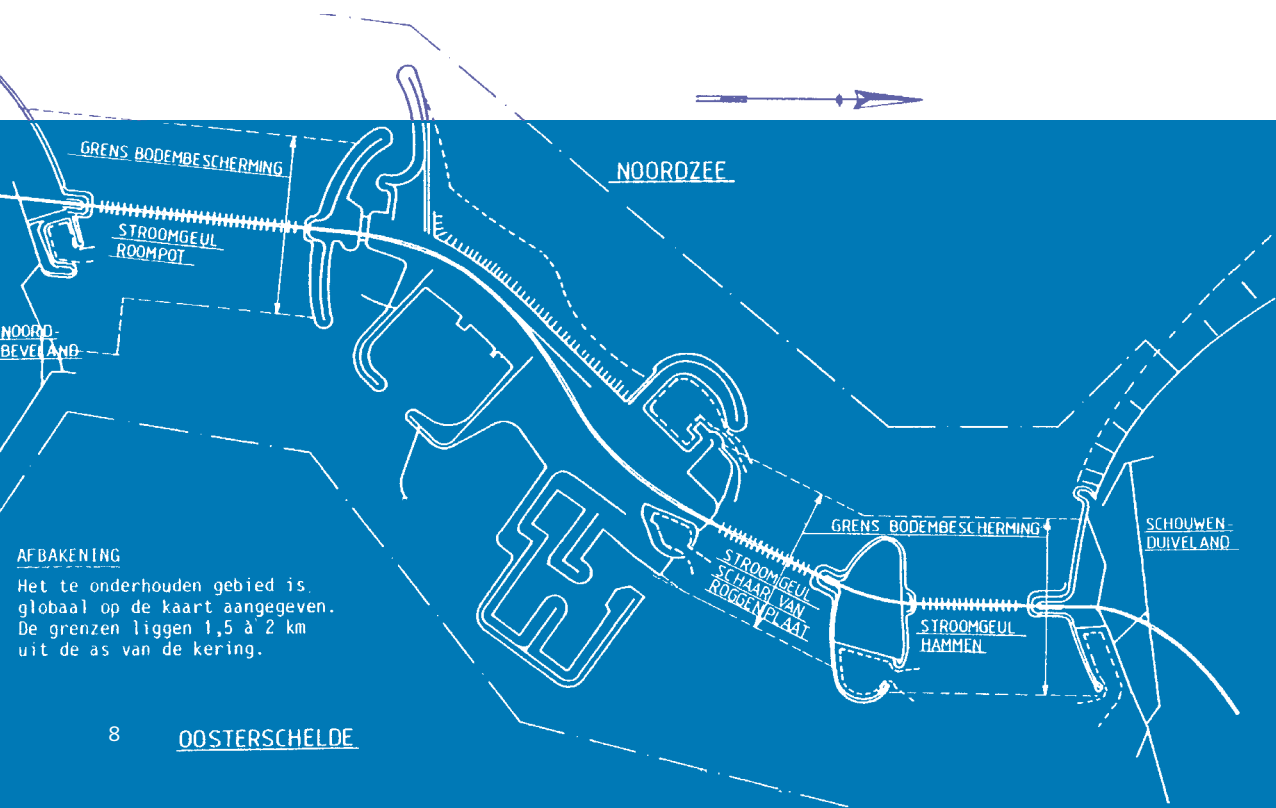 NOORDZEE
GRENS BODEMBESCHERMING
STROOMGEUL
ROOMPOT
NOORD-
BEVELAND
GRENS BODEMBESCHERMING
SCHOUWEN-
DUIVELAND
STROOMGEUL
SCHAAR VAN
ROGGENPLAAT
STROOMGEUL
HAMMEN
AFBAKENING
Het te onderhouden gebied is
globaal op de kaart aangegeven.
De grenzen liggen 1,5 à 2 km
uit de as van de kering.
8
OOSTERSCHELDE